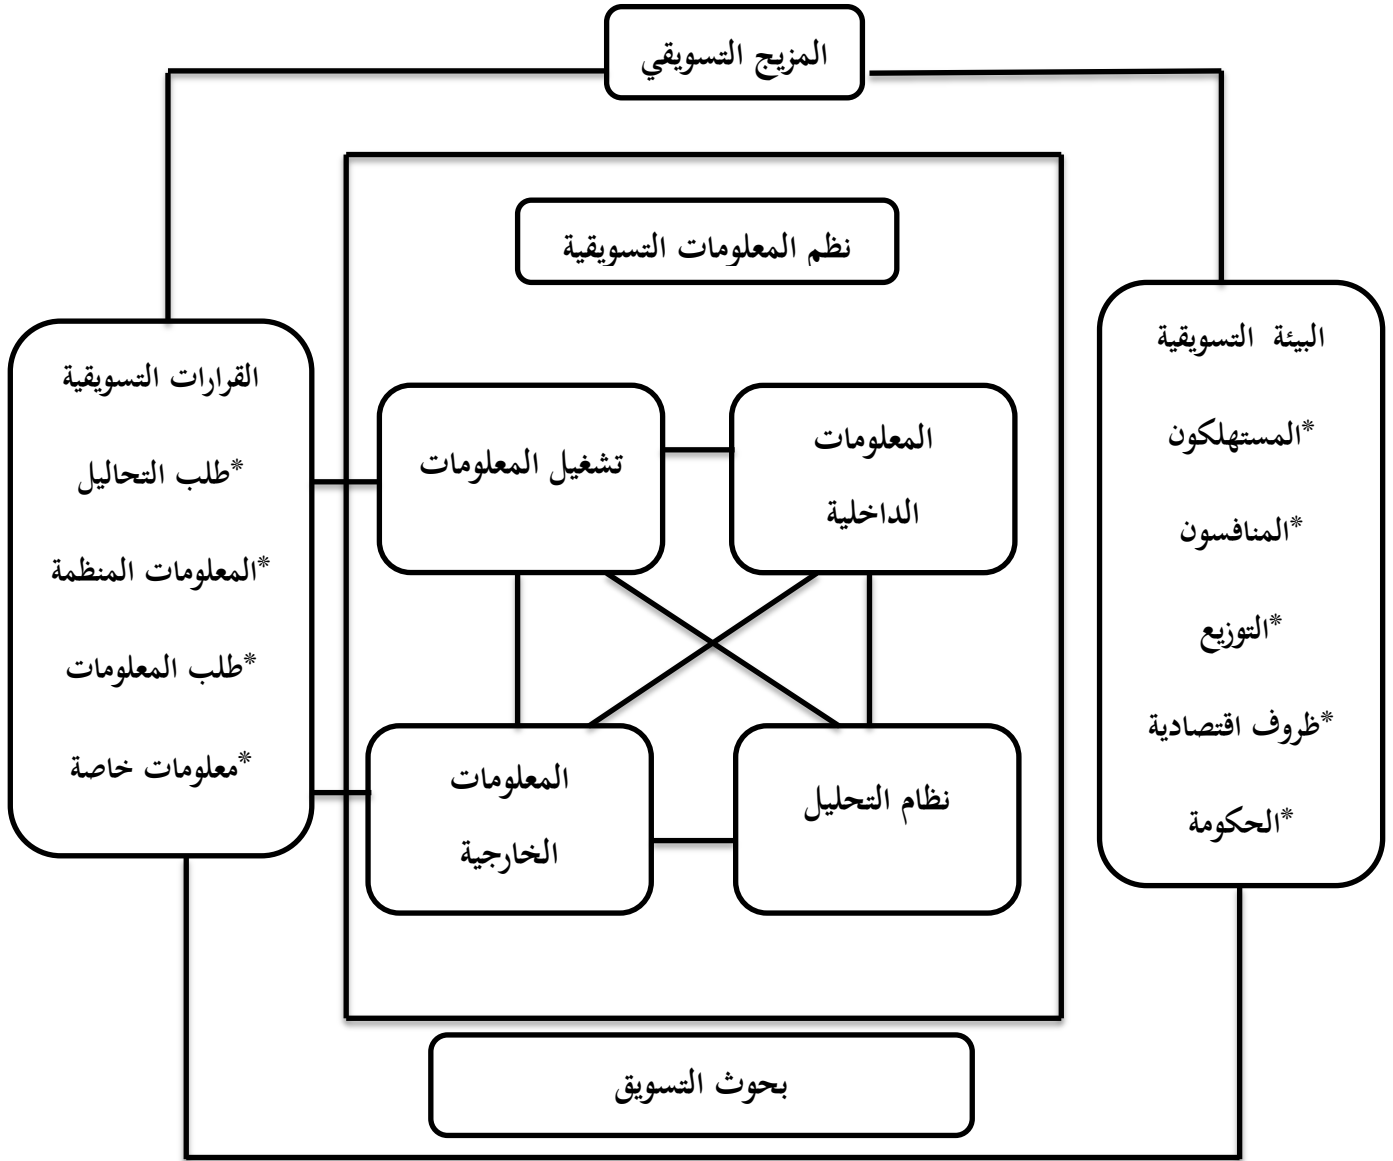 المزيج التسويقي
نظم المعلومات التسويقية
البيئة التسويقية
*المستهلكون
*المنافسون
*التوزيع
*ظروف اقتصادية
*الحكومة
المعلومات
الداخلية
تشغيل المعلومات
نظام التحليل
المعلومات
الخارجية
القرارات التسويقية
*طلب التحاليل
*المعلومات المنظمة
*طلب المعلومات
*معلومات خاصة
بحوث التسويق